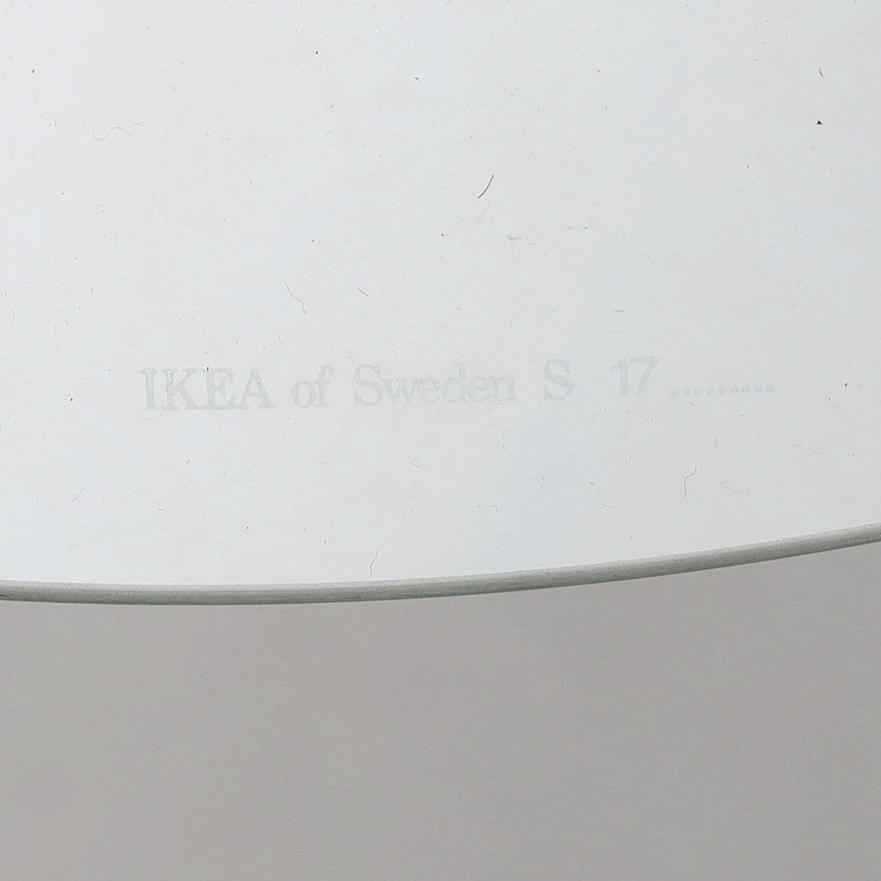 IKEA of Sweden S 17 .........